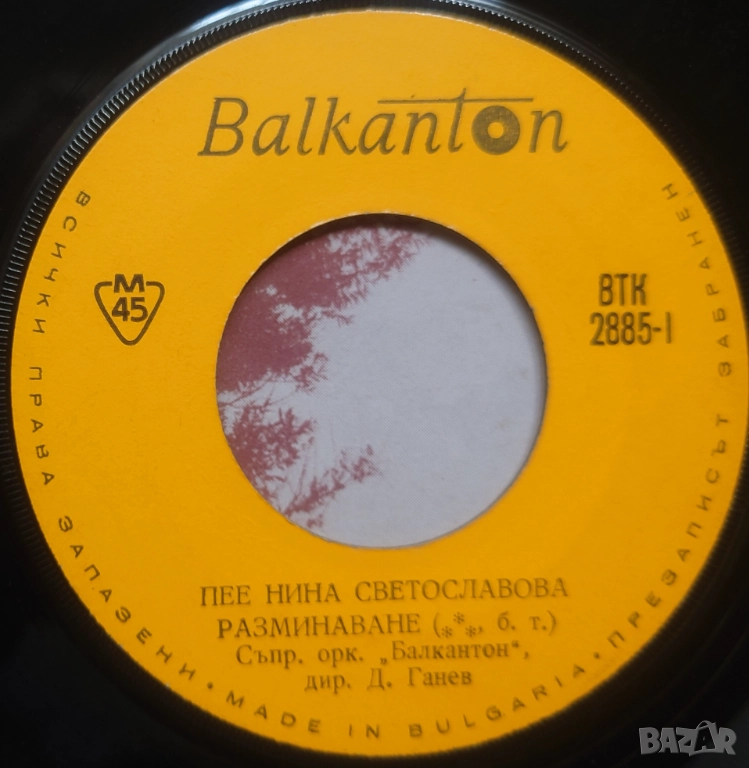 Balkanton
M
45
ВТК
2885-I
ПЕЕ НИНА СВЕТОСЛАВОВА
РАЗМИНАВАНЕ (***, б. т.)
Съпр. орк. „Балкантон“,
дир. Д. Ганев
ВСИЧКИ ПРАВА ЗАПАЗЕНИ • MADE IN BULGARIA • ПРЕЗАПИСЪТ ЗАБРАНЕН
BAZAR